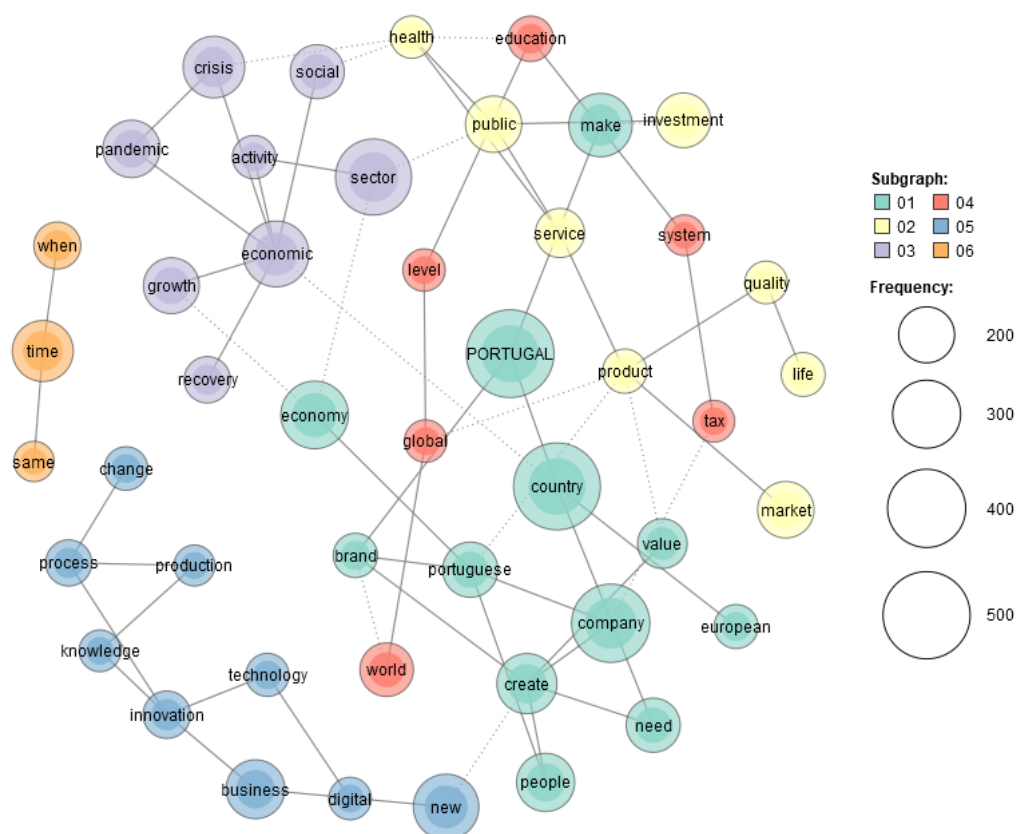 health
education
crisis
social
public
make
investment
pandemic
activity
sector
when
economic
service
system
level
growth
quality
time
PORTUGAL
recovery
product
life
economy
tax
global
same
change
country
market
process
production
brand
portuguese
value
company
european
knowledge
technology
world
create
innovation
need
business
digital
new
people
Subgraph:
01 04
02 05
03 06
Frequency:
200
300
400
500